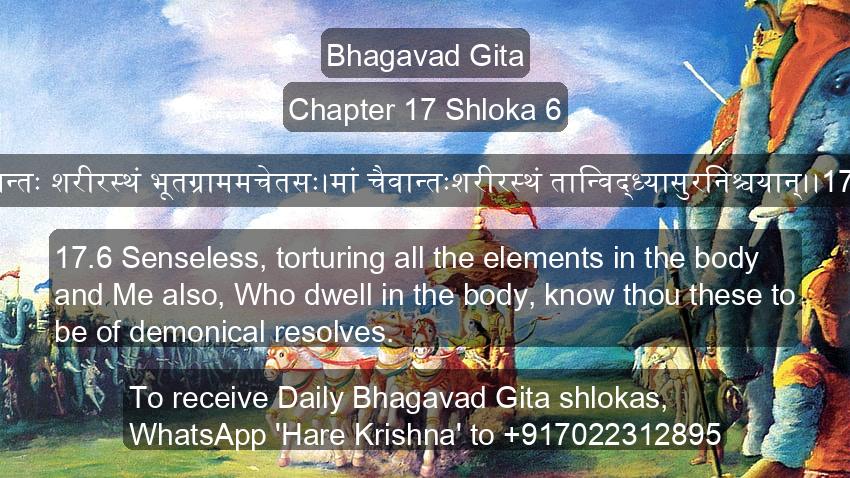 Bhagavad Gita
Chapter 17 Shloka 6
शरीरस्थं भूतग्राममचेतसः।मां चैवान्तःशरीरस्थं तान्विद्ध्यासुरनिश्चयान्।।17
17.6 Senseless, torturing all the elements in the body
and Me also, Who dwell in the body, know thou these to
be of demonical resolves.
To receive Daily Bhagavad Gita shlokas,
WhatsApp 'Hare Krishna' to +917022312895